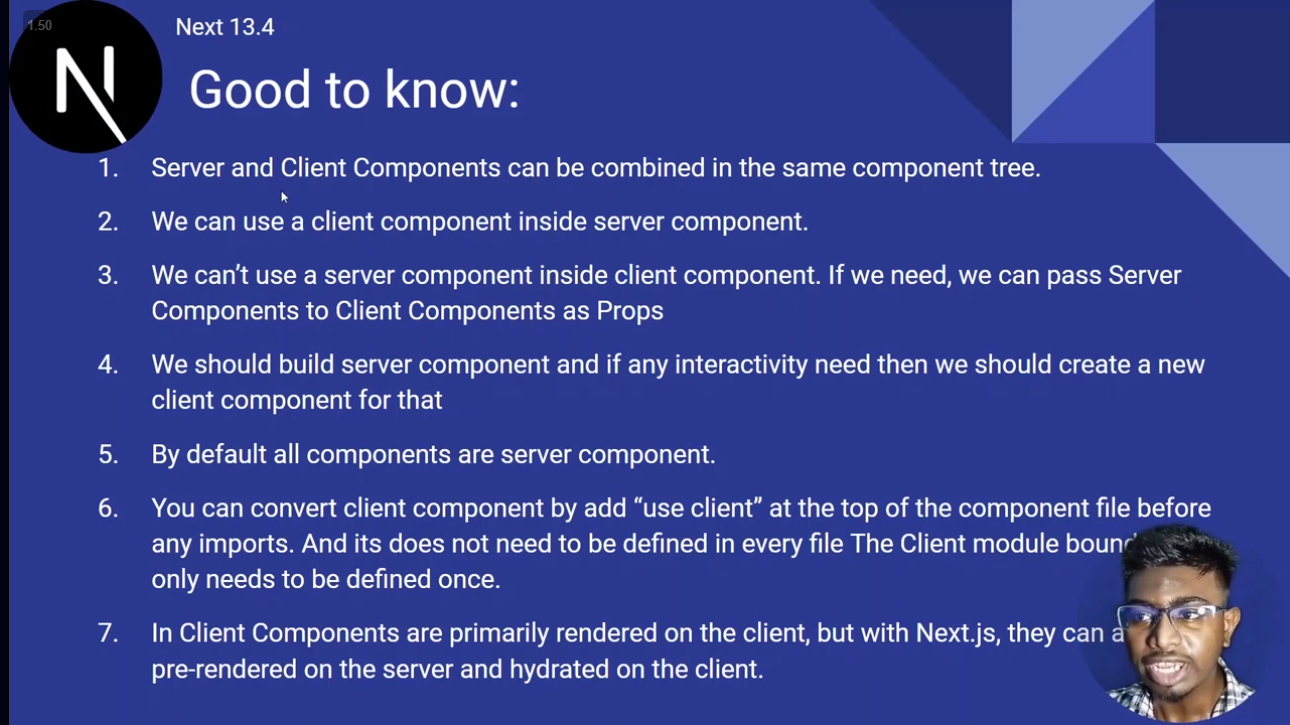 1.50
Next 13.4
Good to know:
1. Server and Client Components can be combined in the same component tree.
2. We can use a client component inside server component.
3. We can't use a server component inside client component. If we need, we can pass Server
Components to Client Components as Props
4. We should build server component and if any interactivity need then we should create a new
client component for that
5. By default all components are server component.
6. You can convert client component by add “use client” at the top of the component file before
any imports. And its does not need to be defined in every file The Client module
only needs to be defined once.
7. In Client Components are primarily rendered on the client, but with Next.js, they can
pre-rendered on the server and hydrated on the client.